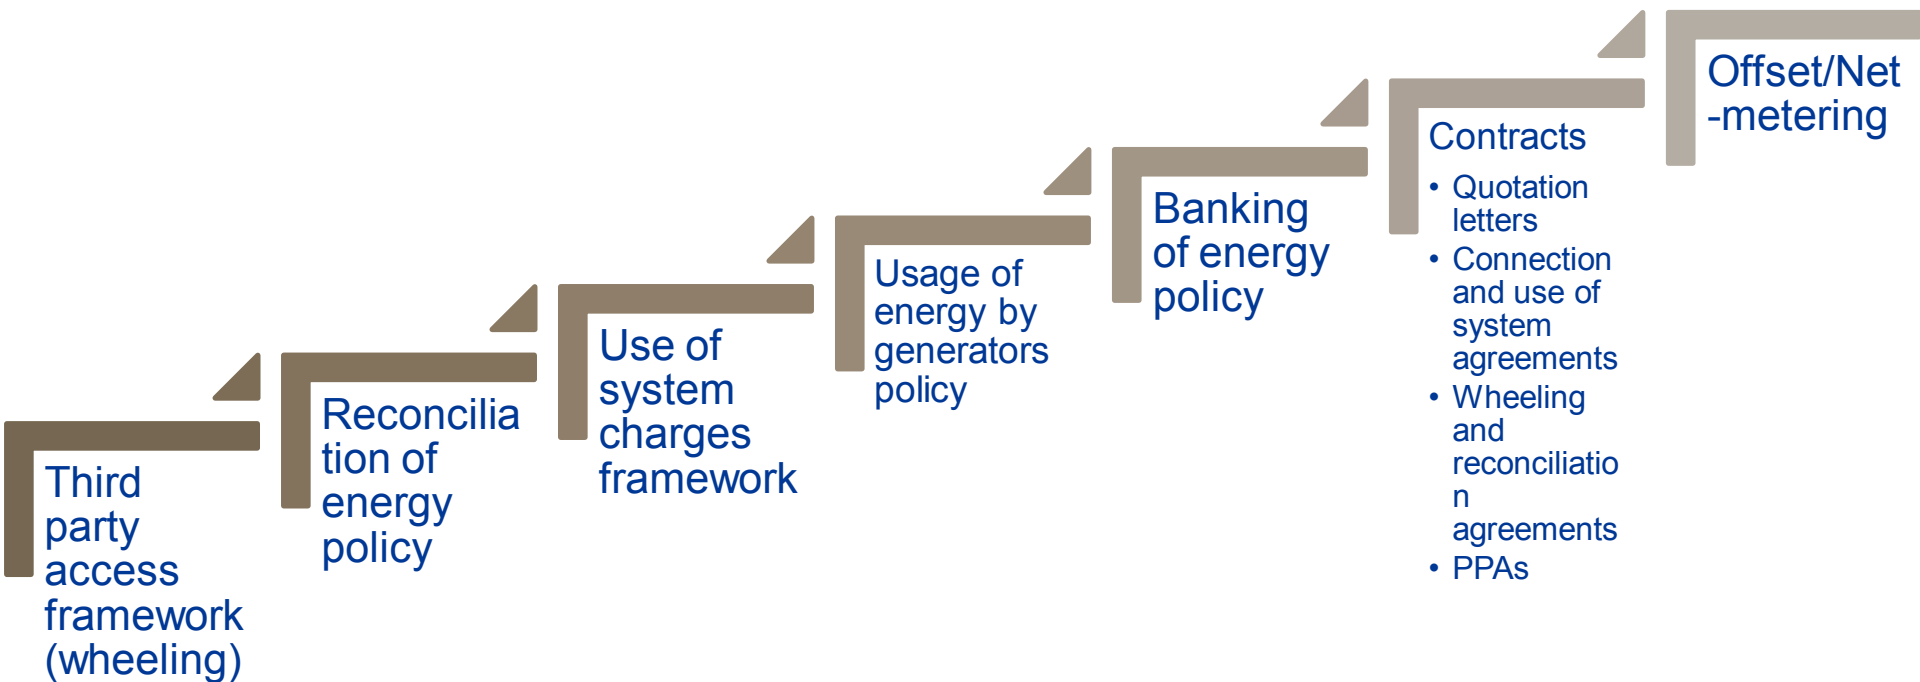 Third
party
access
framework
(wheeling)
Reconcilia
tion of
energy
policy
Use of
system
charges
framework
Usage of
energy by
generators
policy
Banking
of energy
policy
Contracts
• Quotation
letters
• Connection
and use of
system
agreements
• Wheeling
and
reconciliatio
n
agreements
• PPAs
Offset/Net
-metering